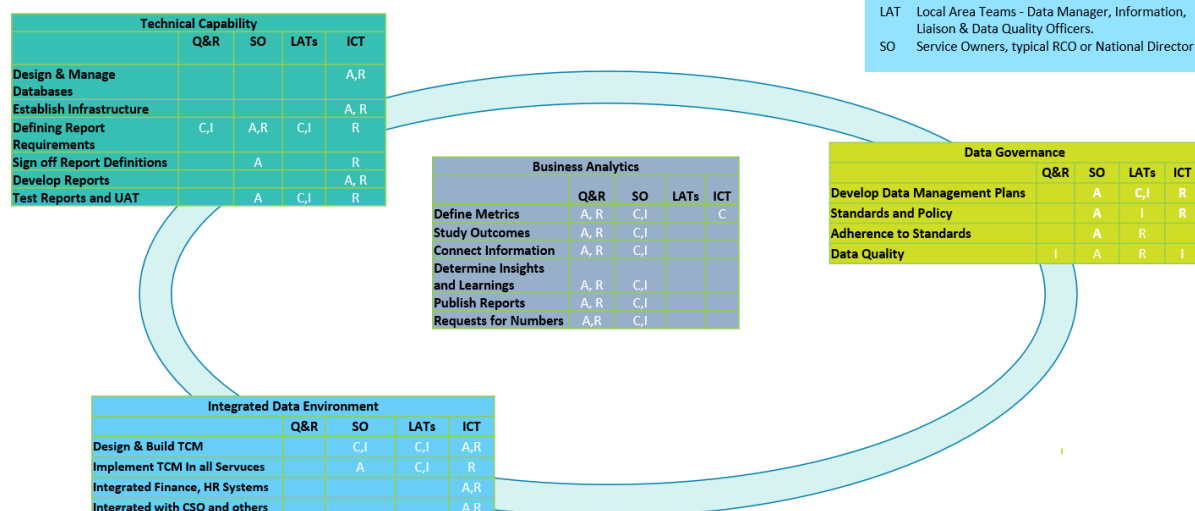 LAT Local Area Teams - Data Manager, Information,
Liaison & Data Quality Officers.
SO Service Owners, typical RCO or National Director
Technical Capability
Q&R SO LATs ICT
Design & Manage A,R
Databases
Establish Infrastructure A, R
Defining Report C,I A,R C,I R
Requirements
Sign off Report Definitions A R
Develop Reports A, R
Test Reports and UAT A C,I R
Business Analytics
Q&R SO LATs ICT
Define Metrics A, R C,I C
Study Outcomes A, R C,I
Connect Information A, R C,I
Determine Insights
and Learnings A, R C,I
Publish Reports A, R C,I
Requests for Numbers A,R C,I
Data Governance
Q&R SO LATs ICT
Develop Data Management Plans A C,I R
Standards and Policy A I R
Adherence to Standards A R
Data Quality I A R I
Integrated Data Environment
Q&R SO LATs ICT
Design & Build TCM C,I C,I A,R
Implement TCM In all Servuces A C,I R
Integrated Finance, HR Systems A,R
Integrated with CSO and others A,R
I